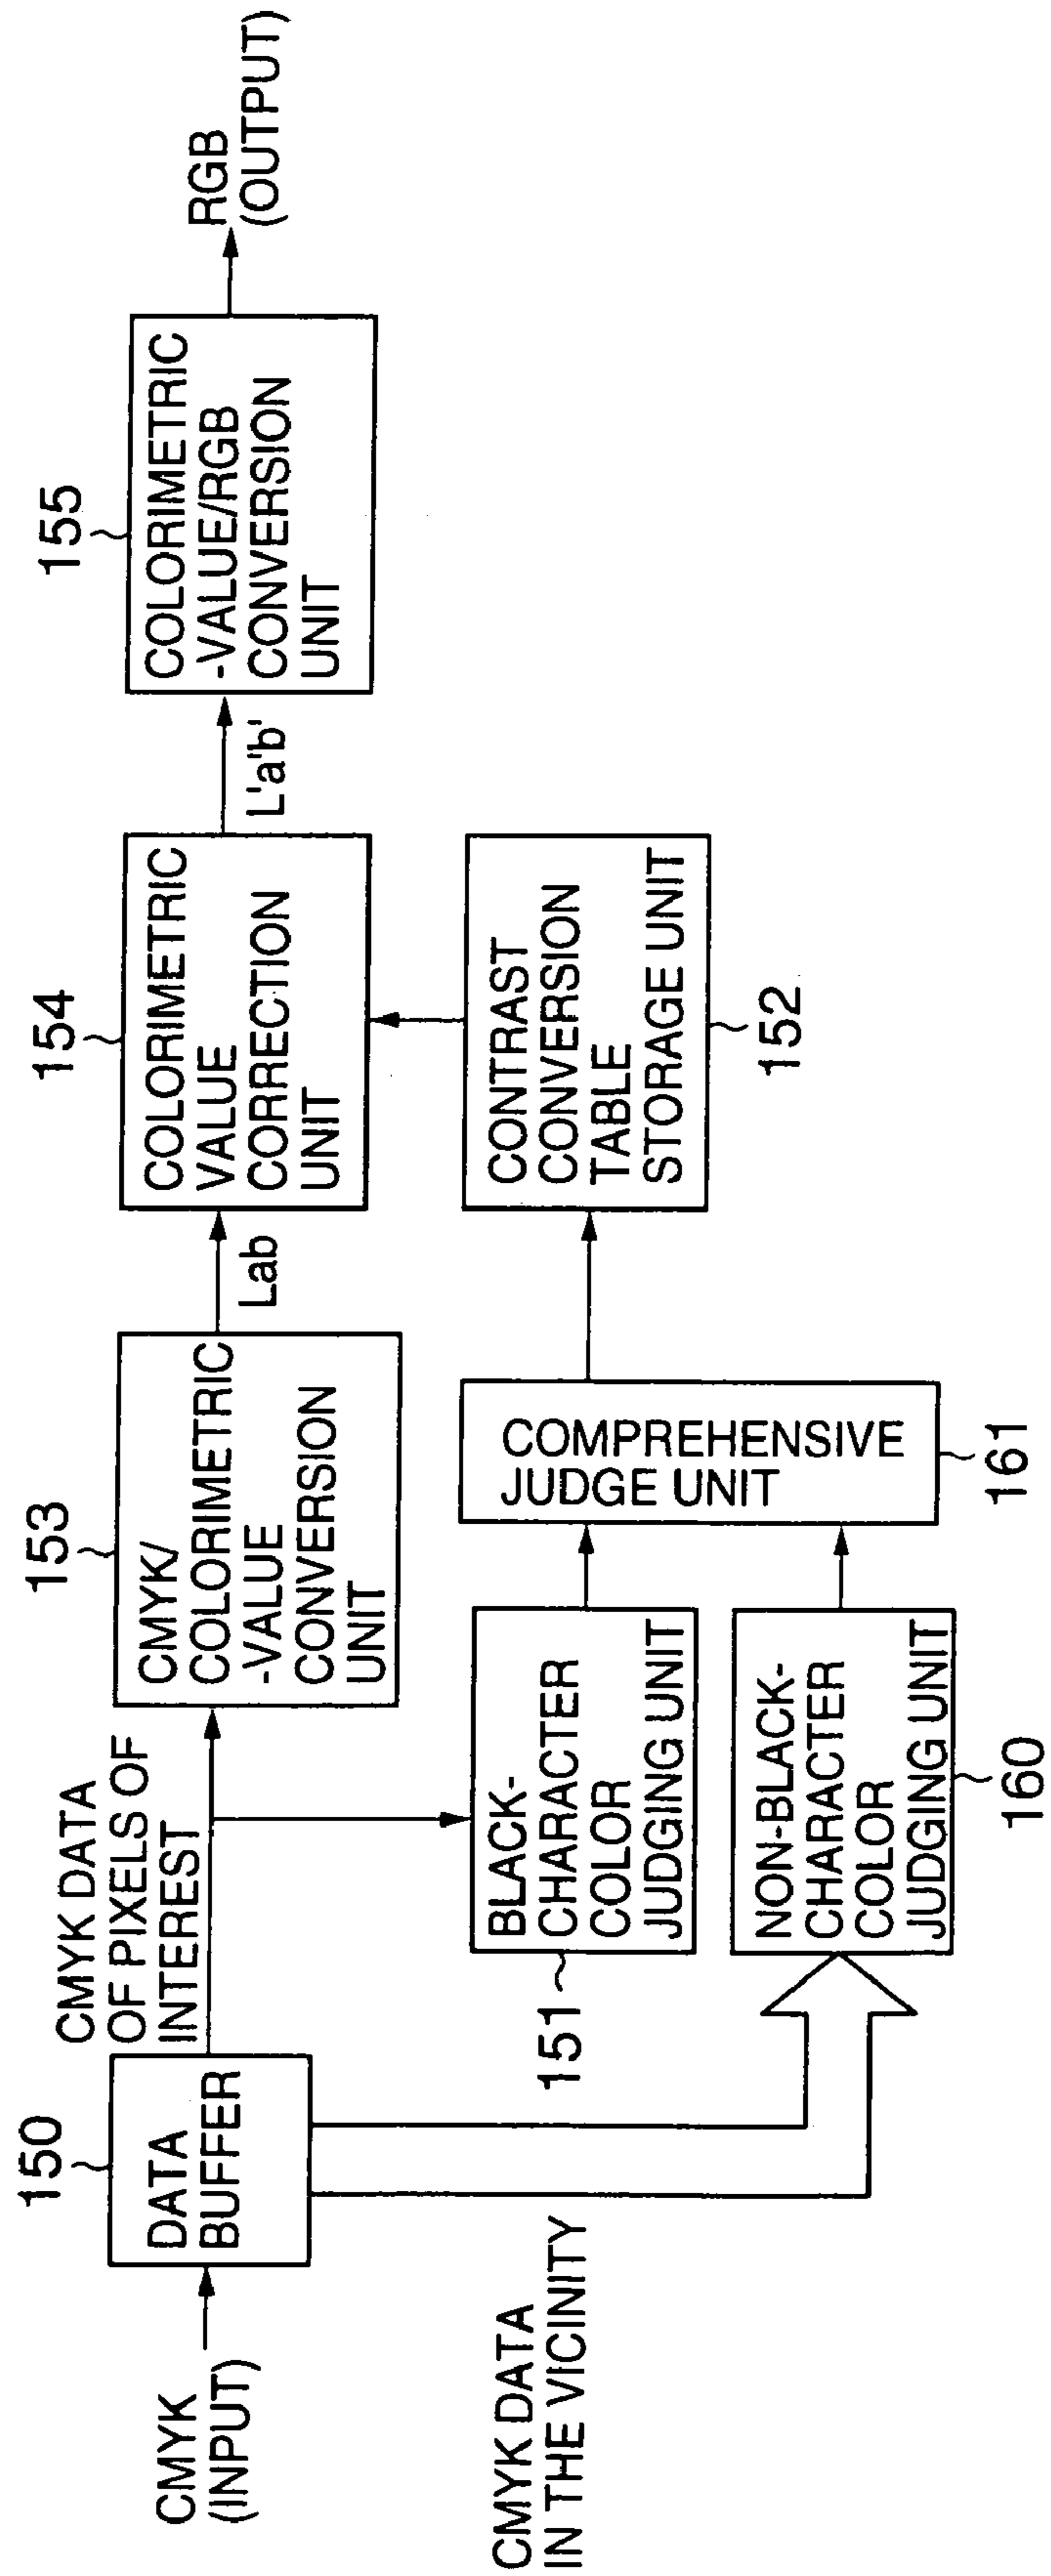 CMYK
(INPUT)
150
DATA
BUFFER
CMYK DATA
OF PIXELS OF
INTEREST
CMYK DATA
IN THE VICINITY
153
CMYK/
COLORIMETRIC
-VALUE
CONVERSION
UNIT
Lab
154
COLORIMETRIC
VALUE
CORRECTION
UNIT
L'a'b'
155
COLORIMETRIC
-VALUE/RGB
CONVERSION
UNIT
RGB
(OUTPUT)
151
BLACK-
CHARACTER
COLOR
JUDGING UNIT
NON-BLACK-
CHARACTER
COLOR
JUDGING UNIT
160
COMPREHENSIVE
JUDGE UNIT
161
CONTRAST
CONVERSION
TABLE
STORAGE UNIT
152